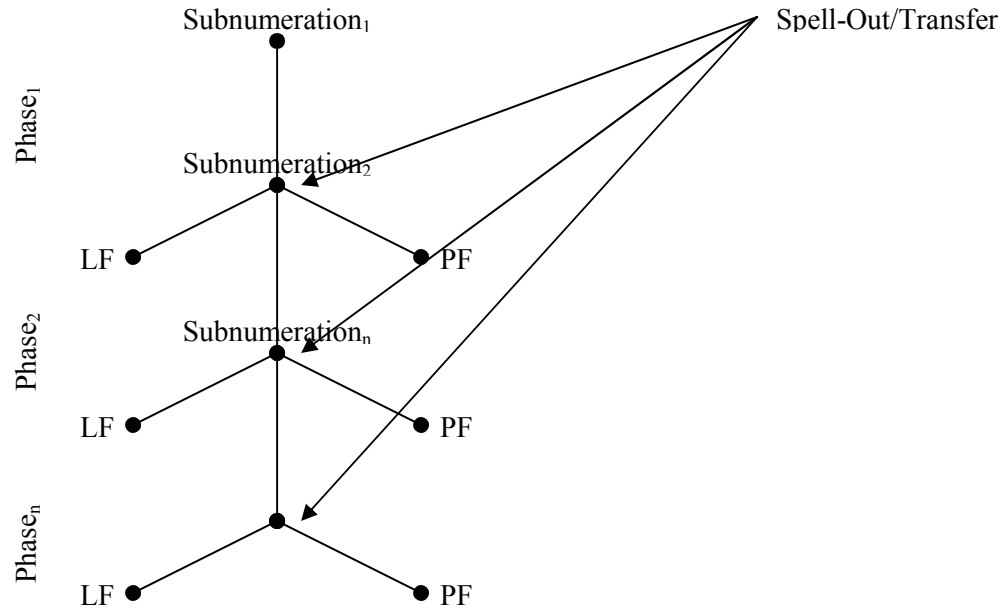 Subnumeration₁
Spell-Out/Transfer
Phase₁
Subnumeration₂
LF
PF
Phase₂
Subnumerationₙ
LF
PF
Phaseₙ
LF
PF